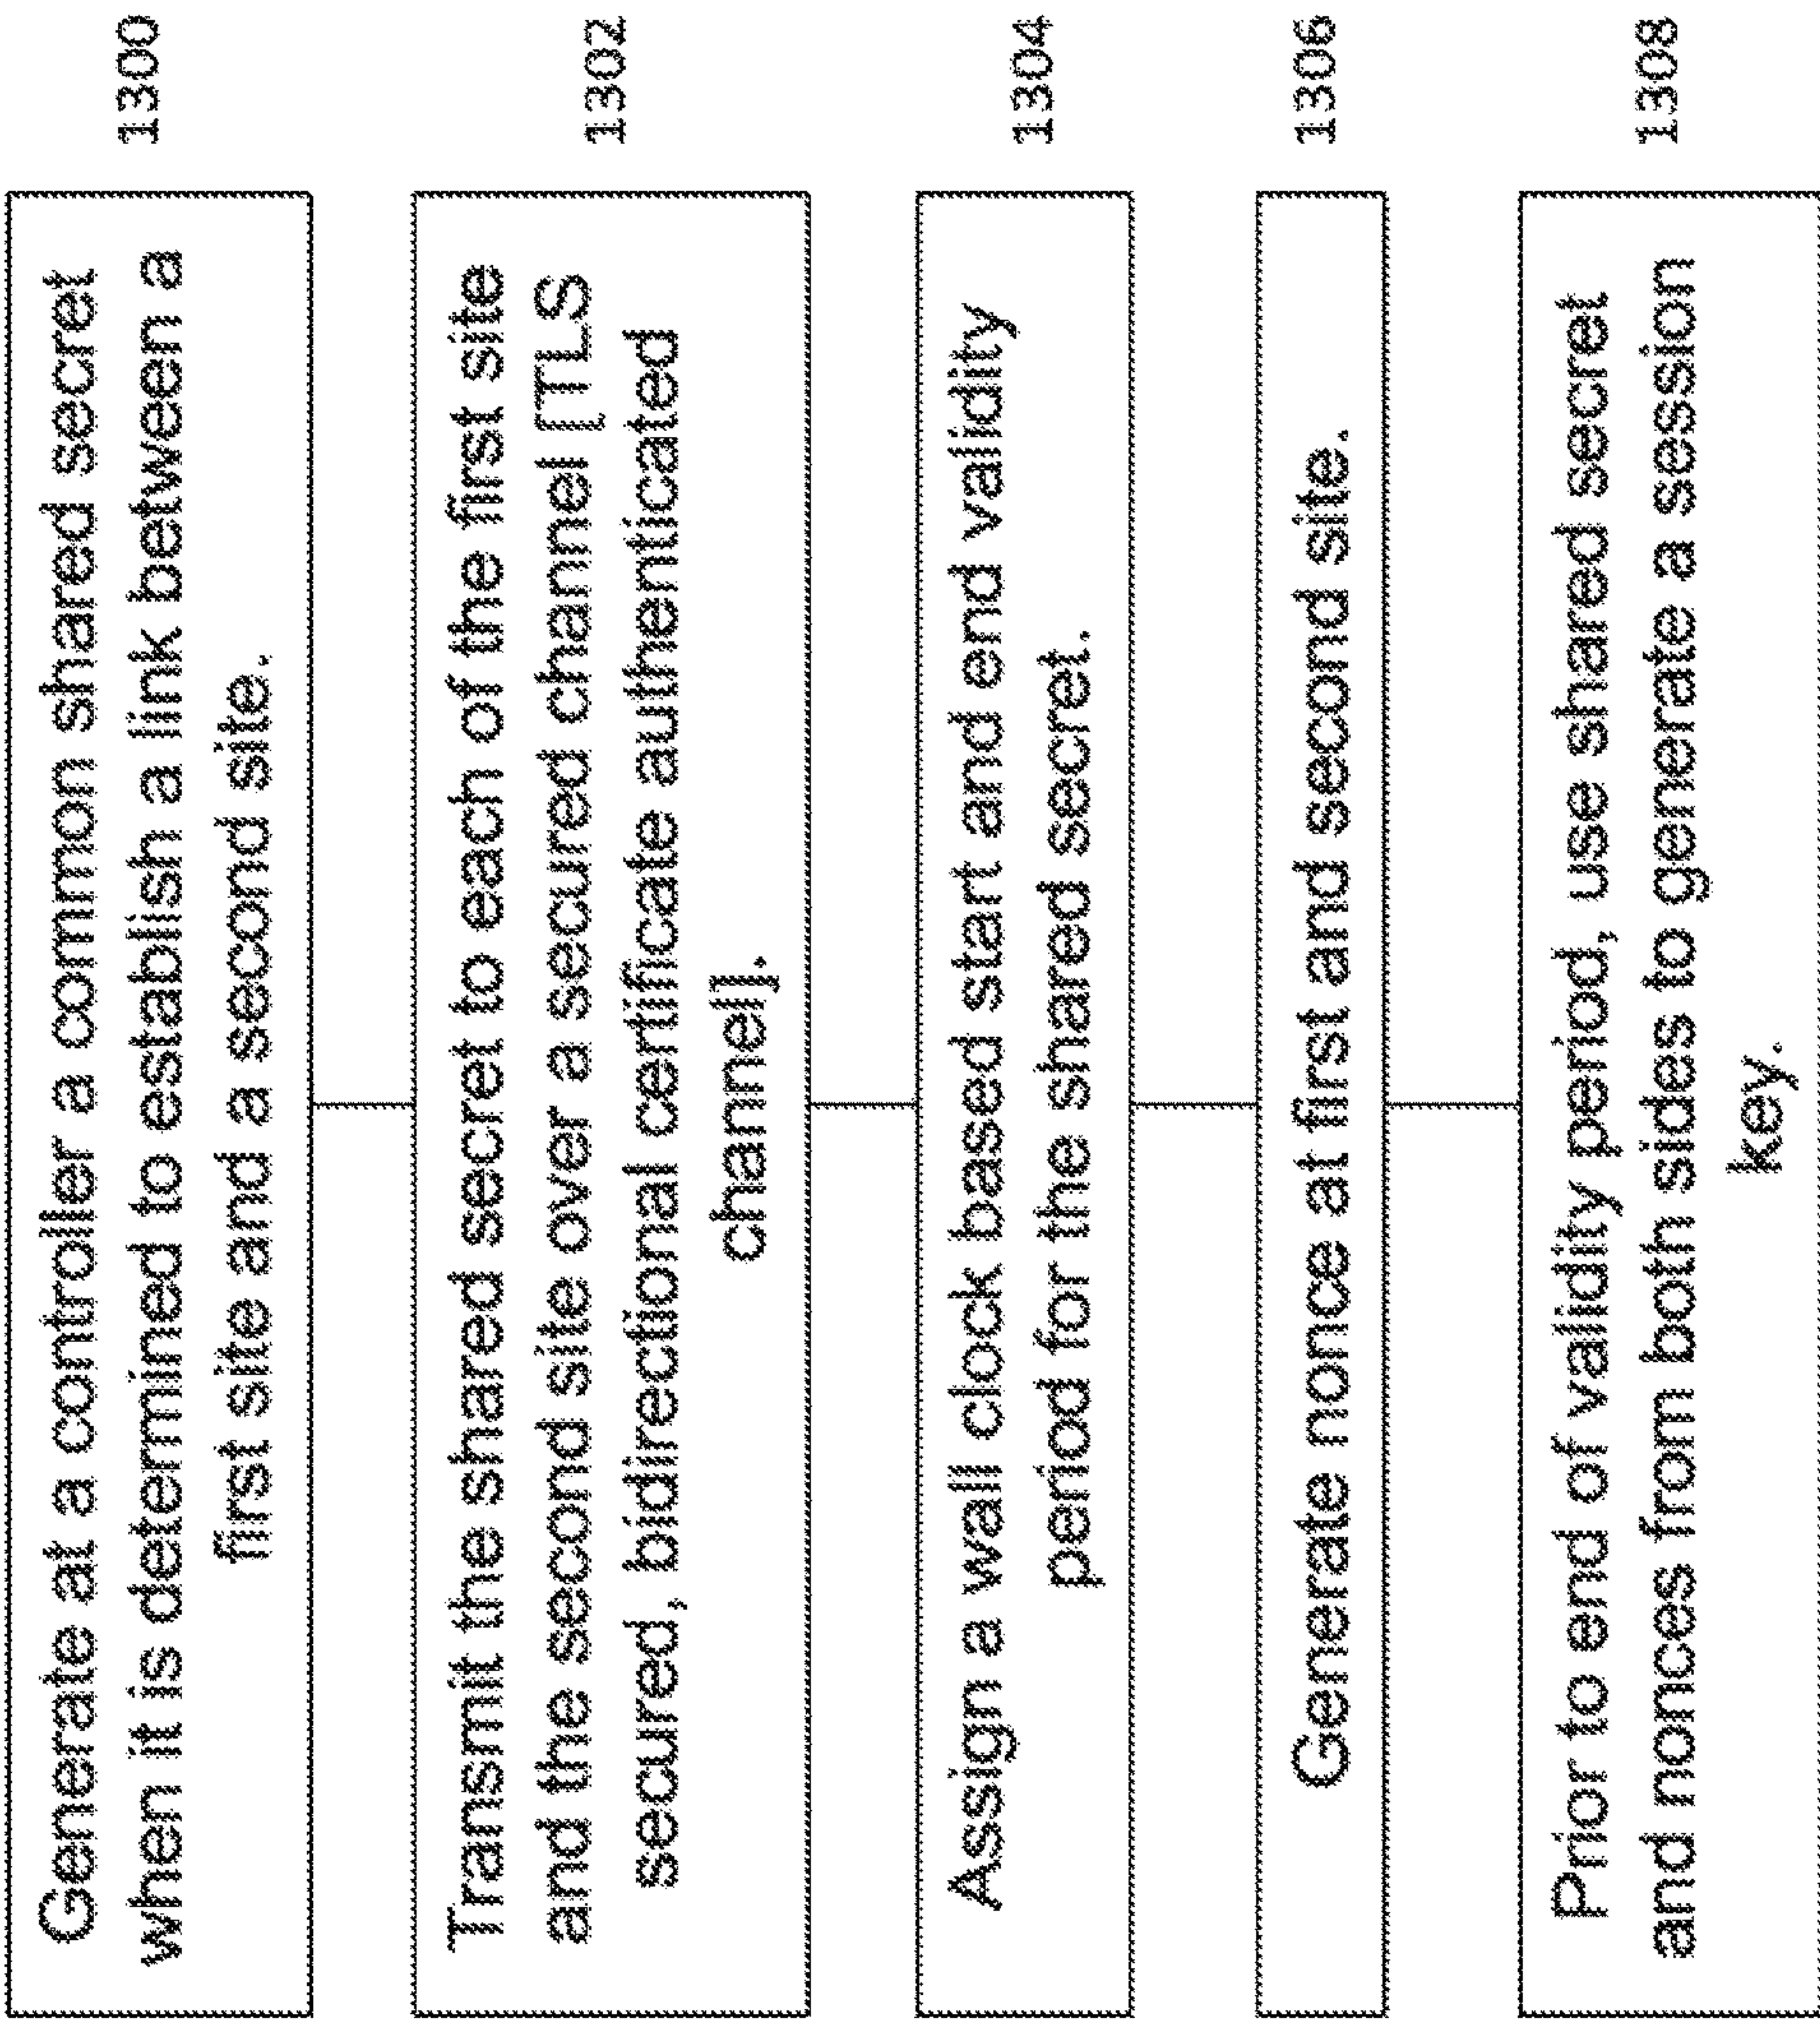 Generate at a controller a common shared secret
when it is determined to establish a link between a
first site and a second site.
1300
Transmit the shared secret to each of the first site
and the second site over a secured channel [TLS
secured, bidirectional certificate authenticated
channel].
1302
Assign a wall clock based start and end validity
period for the shared secret.
1304
Generate nonce at first and second site.
1306
Prior to end of validity period, use shared secret
and nonces from both sides to generate a session
key.
1308